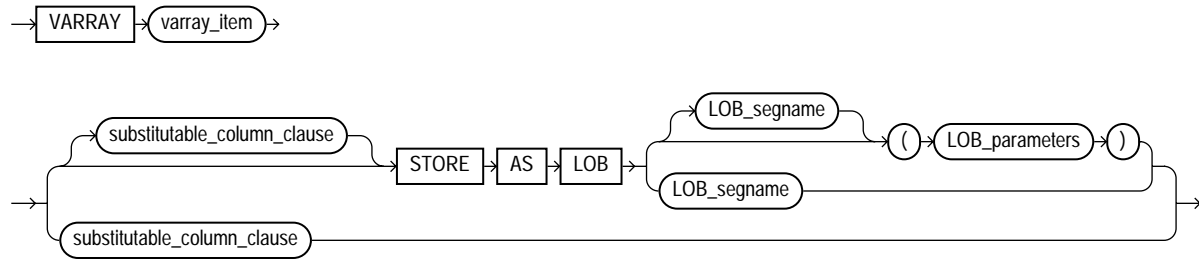 VARRAY varray_item
substitutable_column_clause STORE AS LOB LOB_segname ( LOB_parameters )
LOB_segname
substitutable_column_clause